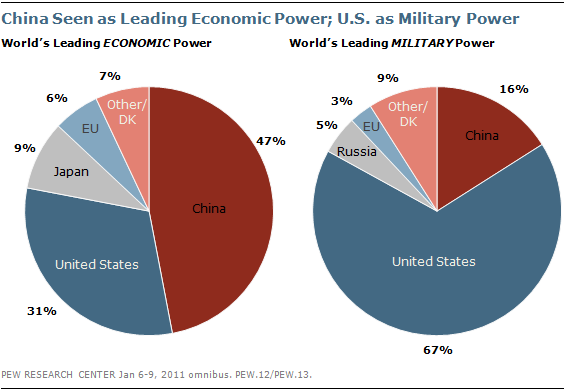 China Seen as Leading Economic Power; U.S. as Military Power
World's Leading ECONOMIC Power
7%
6%
Other/
DK
EU
9%
Japan
47%
China
United States
31%
World's Leading MILITARY Power
9%
3%
Other/
DK
16%
5%
EU
China
Russia
United States
67%
PEW RESEARCH CENTER Jan 6-9, 2011 omnibus. PEW.12/PEW.13.